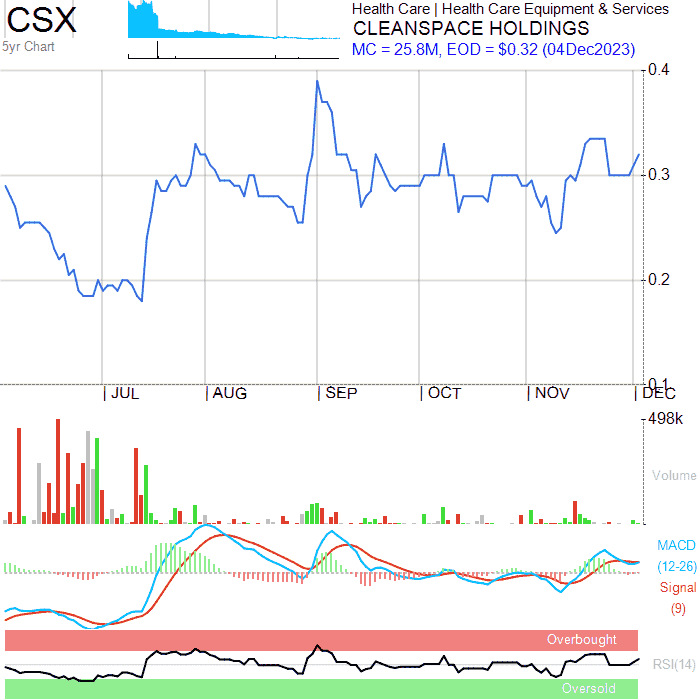 CSX
5yr Chart
Health Care | Health Care Equipment & Services
CLEANSPACE HOLDINGS
MC = 25.8M, EOD = $0.32 (04Dec2023)
0.4
0.3
0.2
0.1
| JUL | AUG | SEP | OCT | NOV | DEC
498k
Volume
MACD
(12-26)
Signal
(9)
Overbought
RSI(14)
Oversold